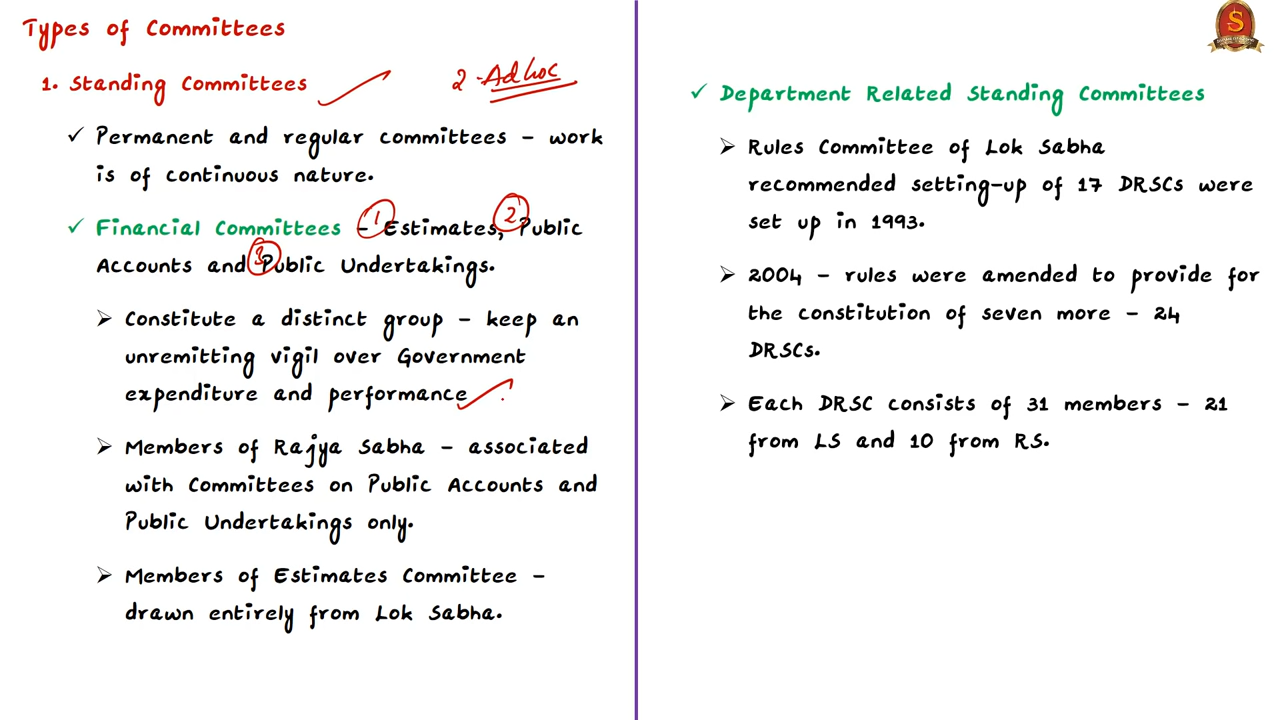 Types of Committees
1. Standing Committees
2. Adhoc
✓ Permanent and regular committees – work
is of continuous nature.
✓ Financial Committees – 1 Estimates, 2 Public
Accounts and 3 Public Undertakings.
➢ Constitute a distinct group – keep an
unremitting vigil over Government
expenditure and performance
➢ Members of Rajya Sabha – associated
with Committees on Public Accounts and
Public Undertakings only.
➢ Members of Estimates Committee –
drawn entirely from Lok Sabha.
✓ Department Related Standing Committees
➢ Rules Committee of Lok Sabha
recommended setting-up of 17 DRSCs were
set up in 1993.
➢ 2004 – rules were amended to provide for
the constitution of seven more – 24
DRSCs.
➢ Each DRSC consists of 31 members – 21
from LS and 10 from RS.
S